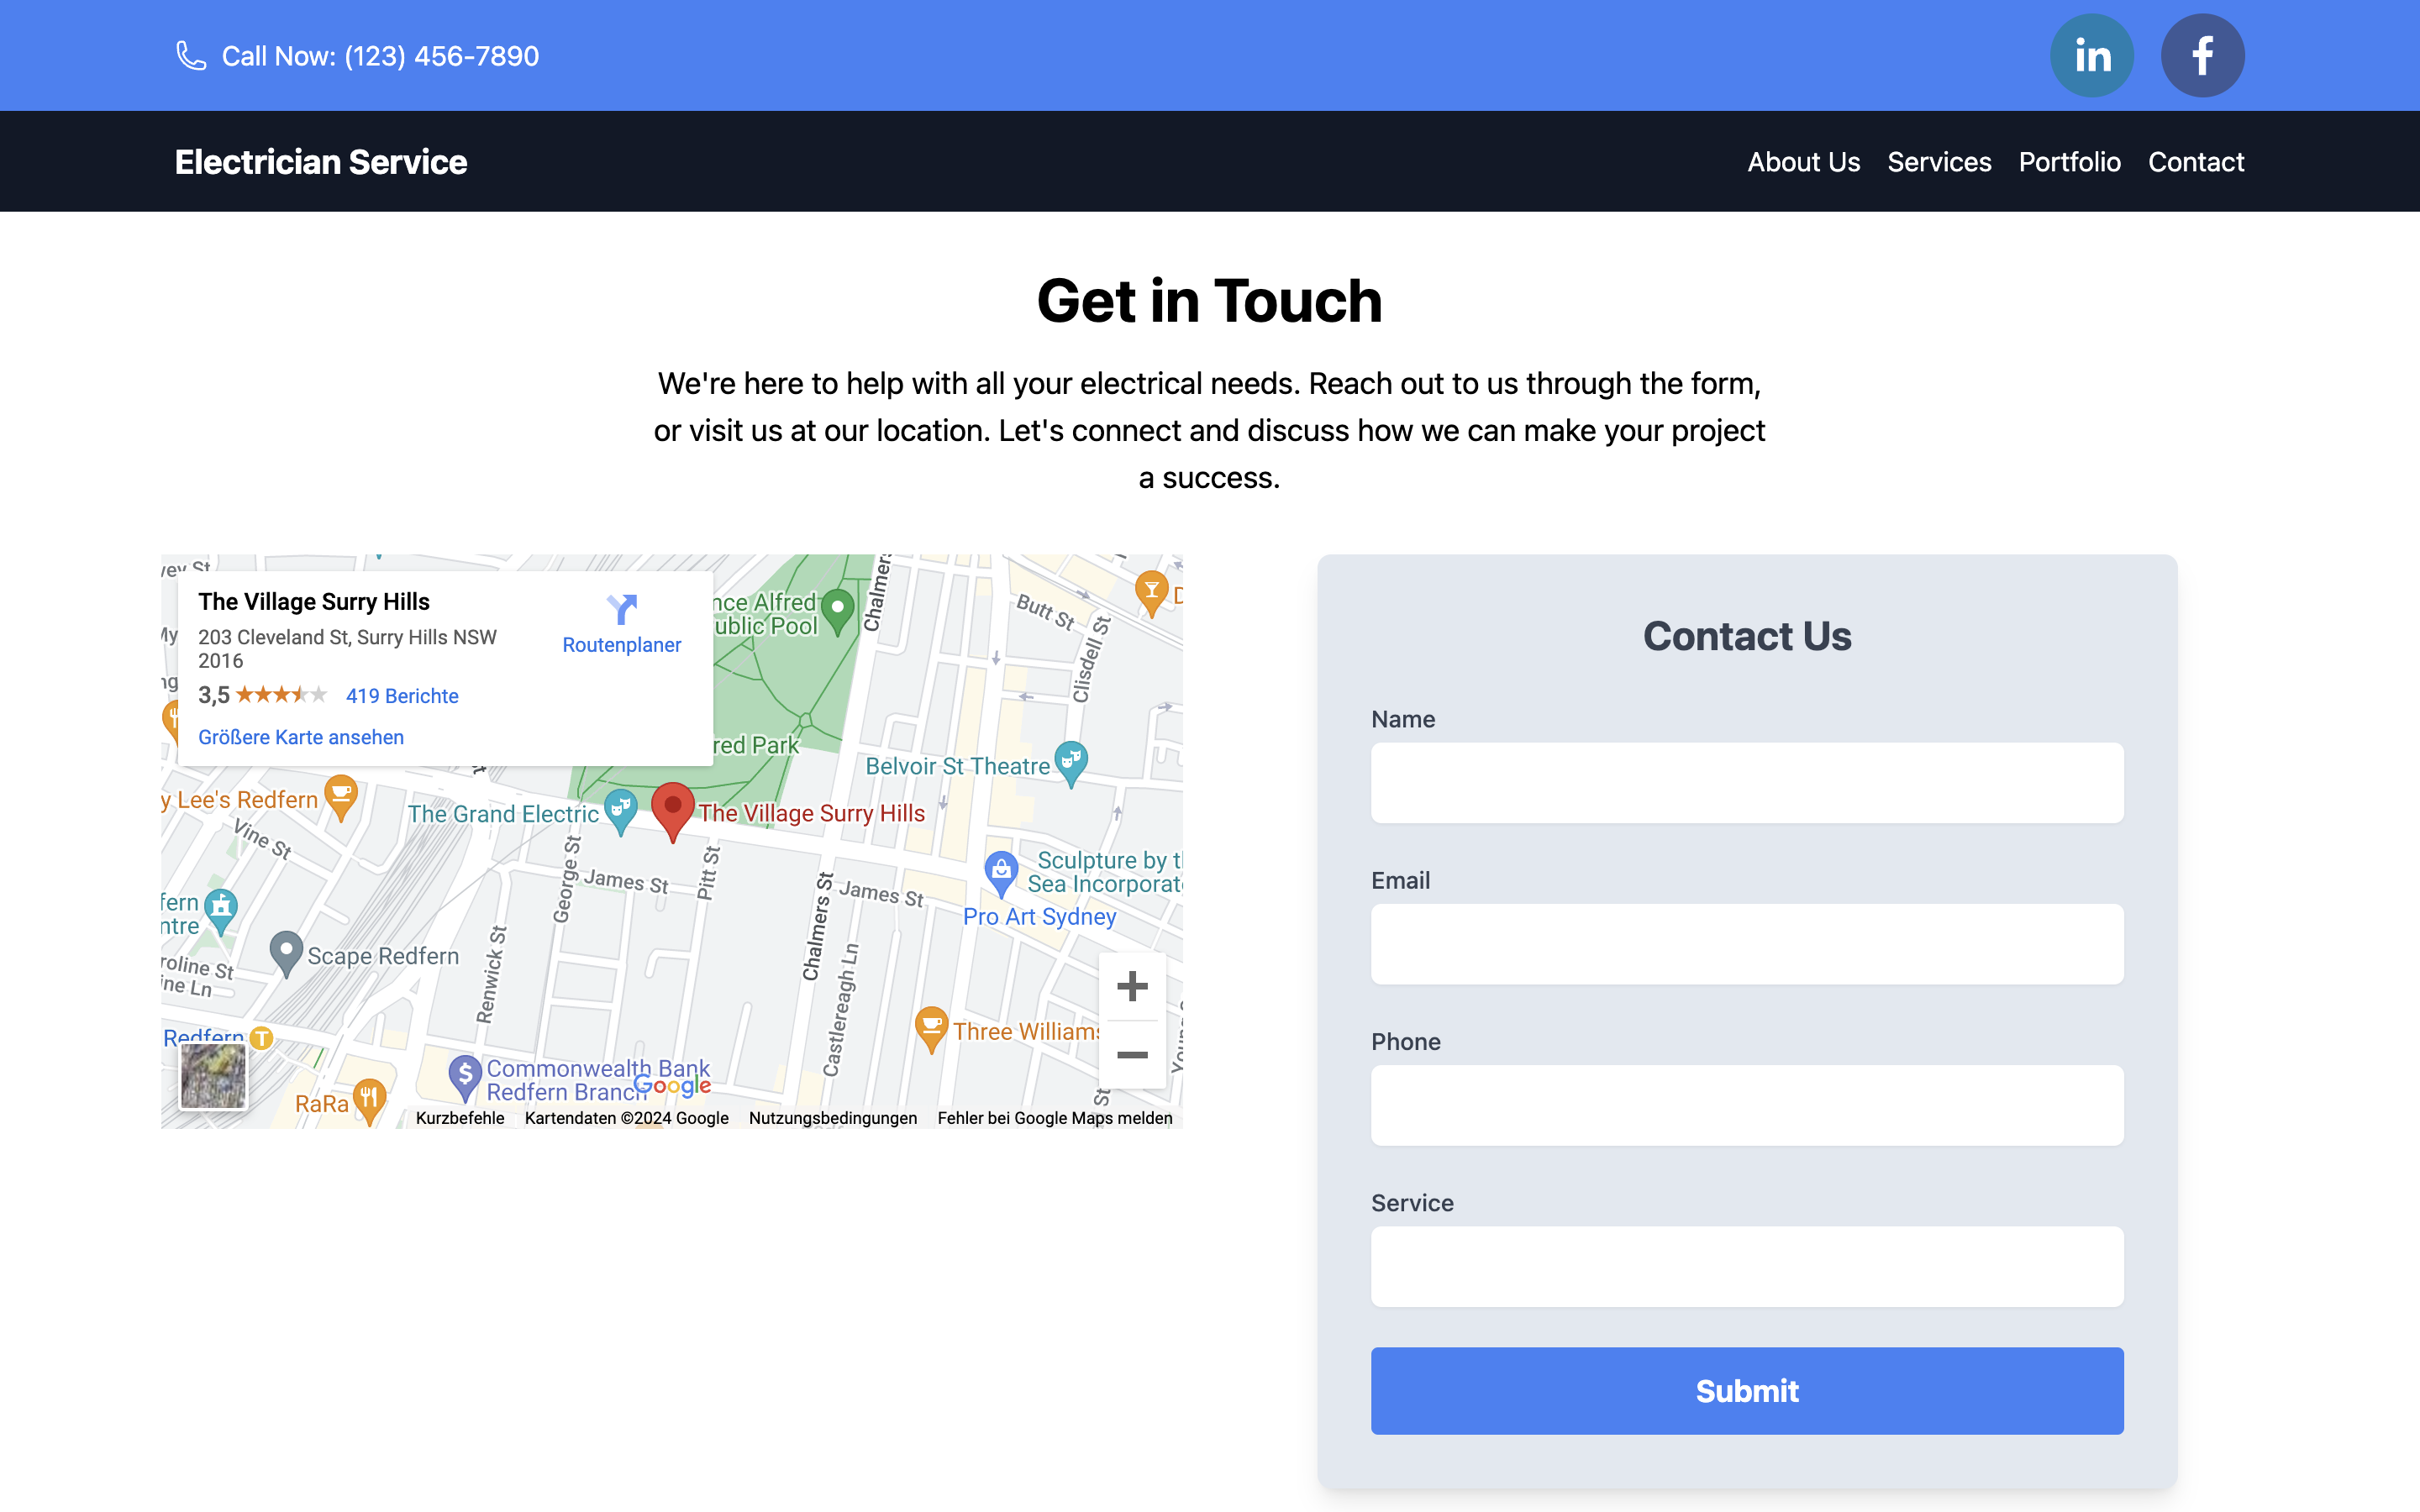 Call Now: (123) 456-7890
in
f
Electrician Service
About Us
Services
Portfolio
Contact
Get in Touch
We're here to help with all your electrical needs. Reach out to us through the form,
or visit us at our location. Let's connect and discuss how we can make your project
a success.
The Village Surry Hills
203 Cleveland St, Surry Hills NSW
2016
3,5
419 Berichte
Größere Karte ansehen
Routenplaner
vey St
My
nce Alfred
ublic Pool
Chalmers
Butt St
Clisdell St
D
ng
red Park
Belvoir St Theatre
y Lee's Redfern
The Grand Electric
The Village Surry Hills
Vine St
George St
James St
Pitt St
Chalmers St
James St
Sculpture by t
Sea Incorporat
Pro Art Sydney
fern
ntre
Scape Redfern
roline St
ine Ln
Renwick St
Castlereagh Ln
Three Williams
Redfern
T
Commonwealth Bank
Redfern Branch
RaRa
Google
Kurzbefehle
Kartendaten ©2024 Google
Nutzungsbedingungen
Fehler bei Google Maps melden
Contact Us
Name
Email
Phone
Service
Submit